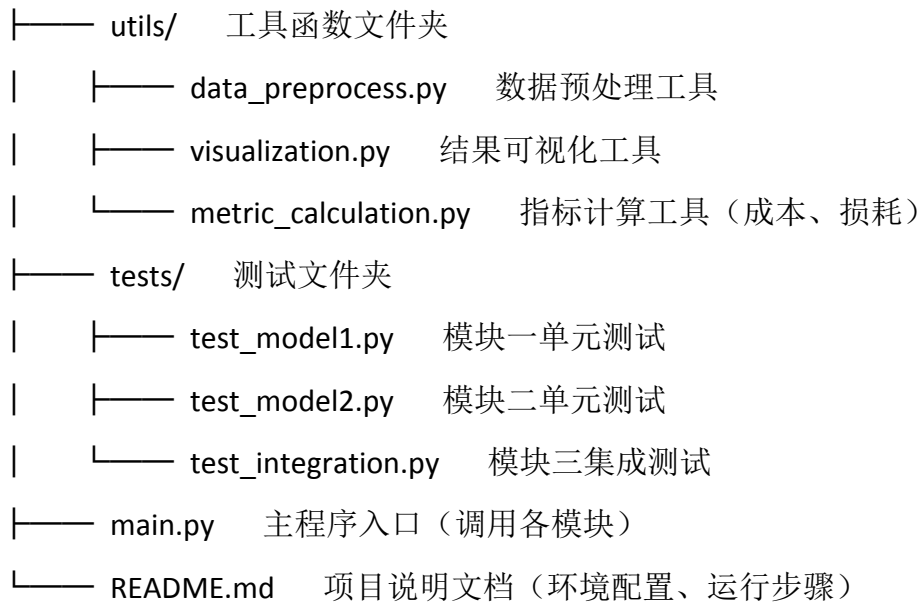 ├── utils/ 工具函数文件夹
│ ├── data_preprocess.py 数据预处理工具
│ ├── visualization.py 结果可视化工具
│ └── metric_calculation.py 指标计算工具（成本、损耗）
├── tests/ 测试文件夹
│ ├── test_model1.py 模块一单元测试
│ ├── test_model2.py 模块二单元测试
│ └── test_integration.py 模块三集成测试
├── main.py 主程序入口（调用各模块）
└── README.md 项目说明文档（环境配置、运行步骤）